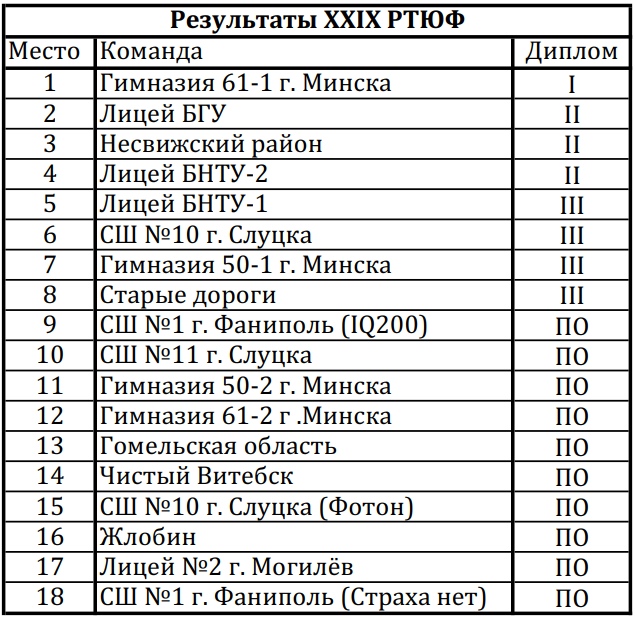 Результаты XXIX РТЮФ
Место Команда Диплом
1 Гимназия 61-1 г. Минска I
2 Лицей БГУ II
3 Несвижский район II
4 Лицей БНТУ-2 II
5 Лицей БНТУ-1 III
6 СШ №10 г. Слуцка III
7 Гимназия 50-1 г. Минска III
8 Старые дороги III
9 СШ №1 г. Фаниполь (IQ200) ПО
10 СШ №11 г. Слуцка ПО
11 Гимназия 50-2 г. Минска ПО
12 Гимназия 61-2 г .Минска ПО
13 Гомельская область ПО
14 Чистый Витебск ПО
15 СШ №10 г. Слуцка (Фотон) ПО
16 Жлобин ПО
17 Лицей №2 г. Могилёв ПО
18 СШ №1 г. Фаниполь (Страха нет) ПО